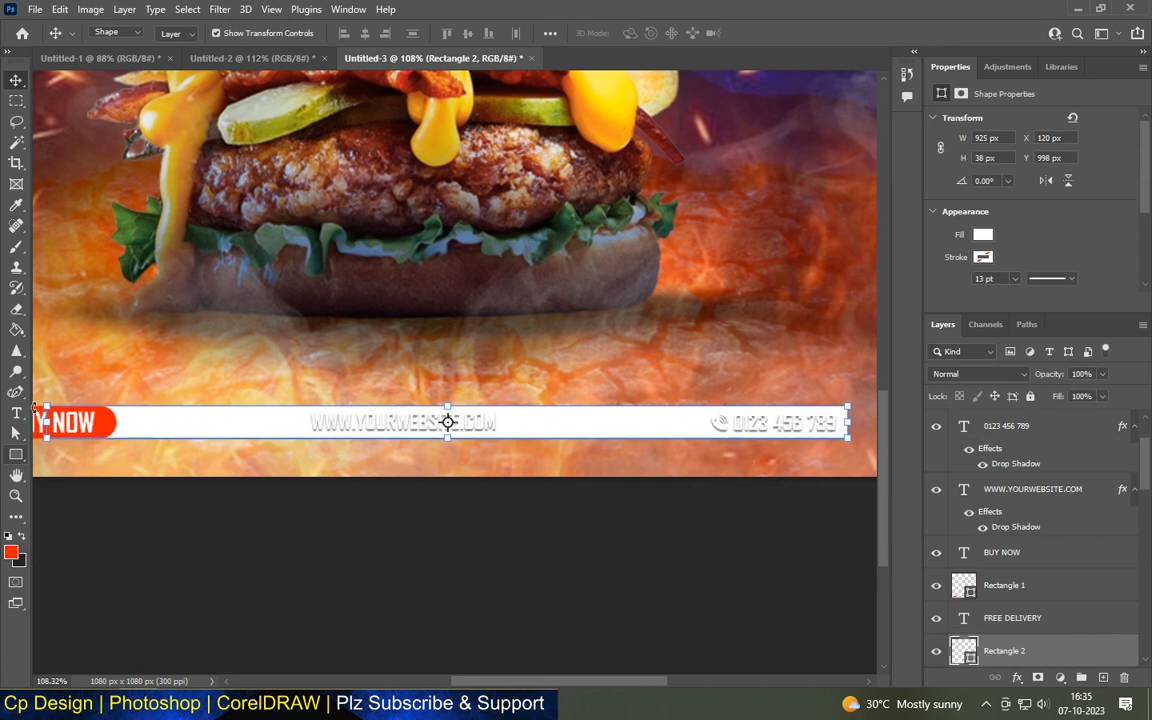 File Edit Image Layer Type Select Filter 3D View Plugins Window Help
Shape Layer Show Transform Controls 3D Mode:
Untitled-1 @ 88% (RGB/8#) * Untitled-2 @ 112% (RGB/8#) * Untitled-3 @ 108% (Rectangle 2, RGB/8#) *
Properties Adjustments Libraries
Shape Properties
Transform
W 925 px X 120 px
H 38 px Y 998 px
0.00°
Appearance
Fill
Stroke
13 pt
Layers Channels Paths
Kind
Normal Opacity: 100%
Lock: Fill: 100%
0123 456 789 fx
Effects
Drop Shadow
WWW.YOURWEBSITE.COM fx
Effects
Drop Shadow
BUY NOW
Rectangle 1
FREE DELIVERY
Rectangle 2
Y NOW WWW.YOURWEBSITE.COM 0123 456 789
108.32% 1080 px x 1080 px (300 ppi)
Cp Design | Photoshop | CorelDRAW | Plz Subscribe & Support
30°C Mostly sunny
16:35
07-10-2023